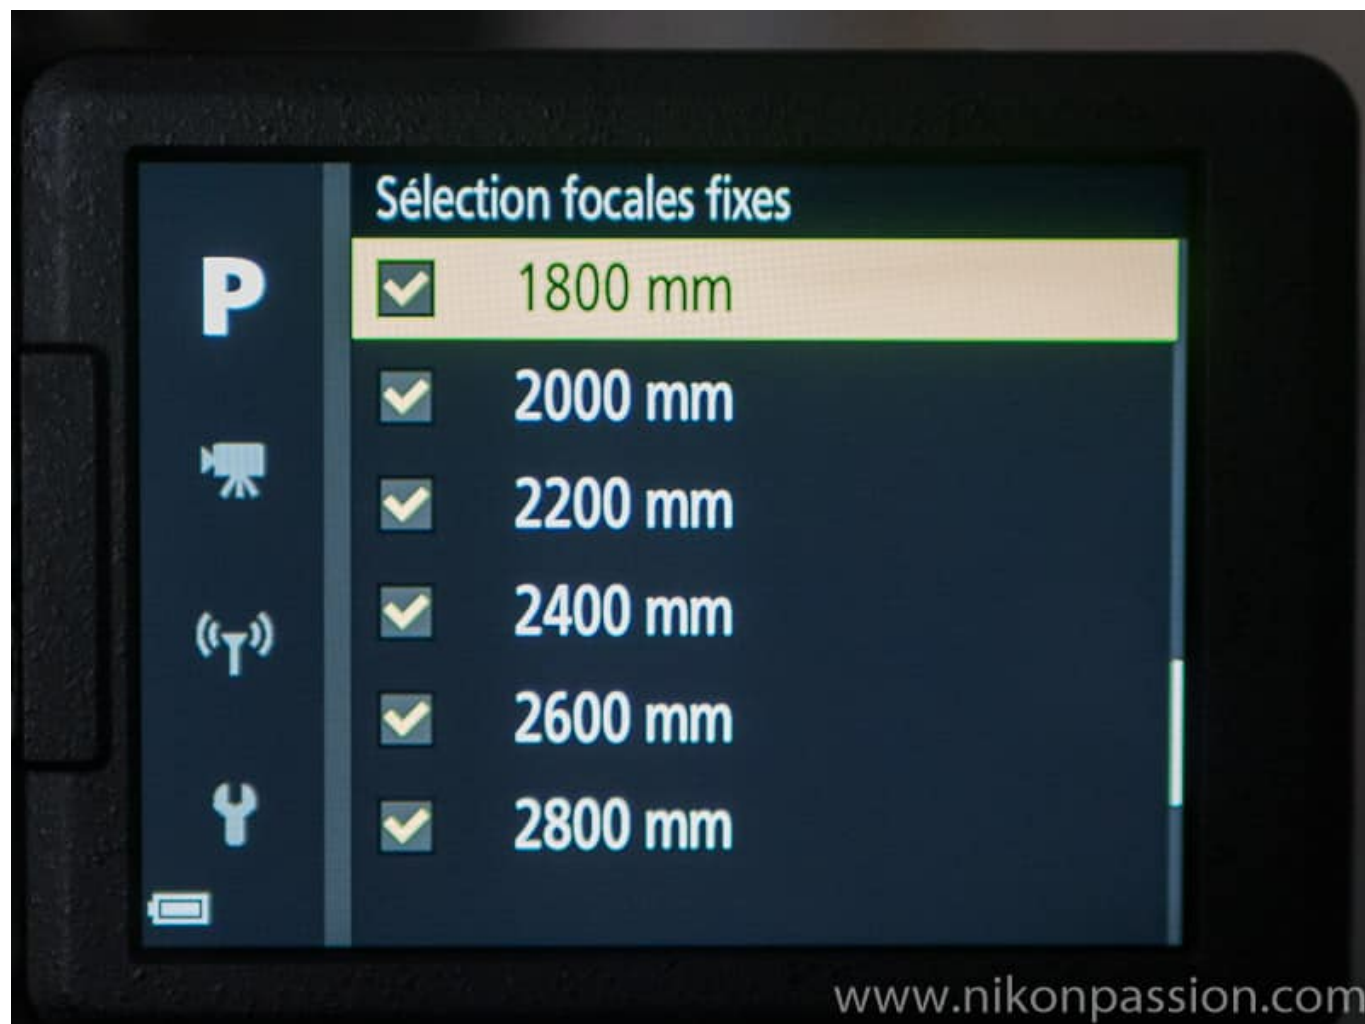 Sélection focales fixes
P
1800 mm
2000 mm
2200 mm
2400 mm
2600 mm
2800 mm
www.nikonpassion.com